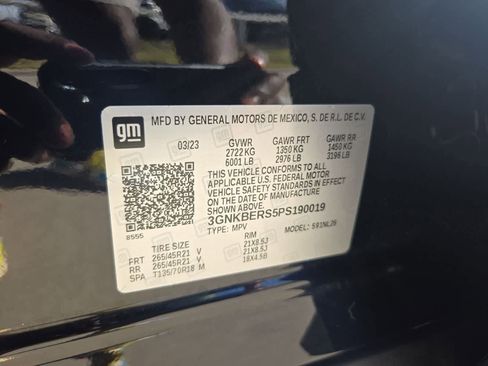 gm
MFD BY GENERAL MOTORS DE MEXICO, S. DE R.L. DE C.V.
03/23 GVWR GAWR FRT GAWR RR
2722 KG 1350 KG 1450 KG
6001 LB 2976 LB 3196 LB
THIS VEHICLE CONFORMS TO ALL
APPLICABLE U.S. FEDERAL MOTOR
VEHICLE SAFETY STANDARDS IN
EFFECT ON THE DATE OF
MANUFACTURE SHOWN ABOVE.
3GNKBERS5PS190019
8555 TYPE: MPV MODEL:
TIRE SIZE RIM
FRT 265/45R21 V 21X8.5J
RR 265/45R21 V 21X8.5J
SPA T135/70R18 M 18X4.5B